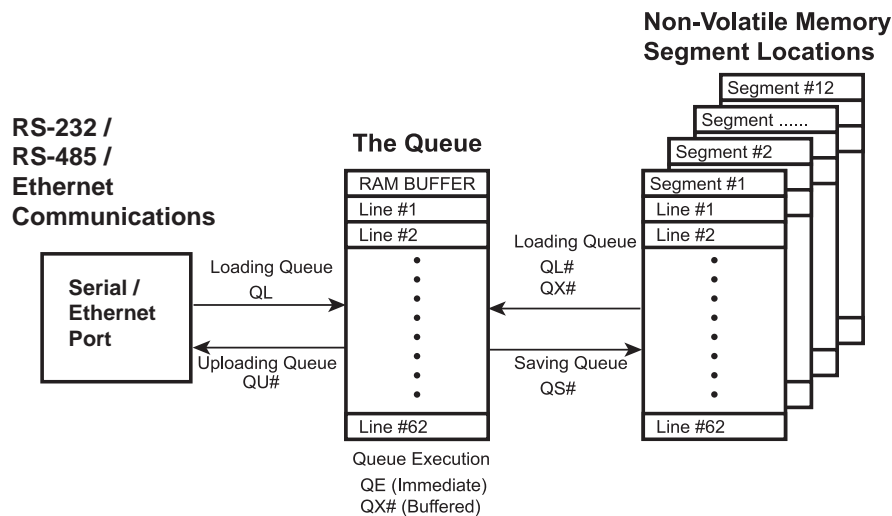 Non-Volatile Memory
Segment Locations
Segment #12
Segment ......
Segment #2
Segment #1
Line #1
Line #2
Line #62
RS-232 /
RS-485 /
Ethernet
Communications
Serial /
Ethernet
Port
The Queue
RAM BUFFER
Line #1
Line #2
Line #62
Loading Queue
QL
Uploading Queue
QU#
Loading Queue
QL#
QX#
Saving Queue
QS#
Queue Execution
QE (Immediate)
QX# (Buffered)